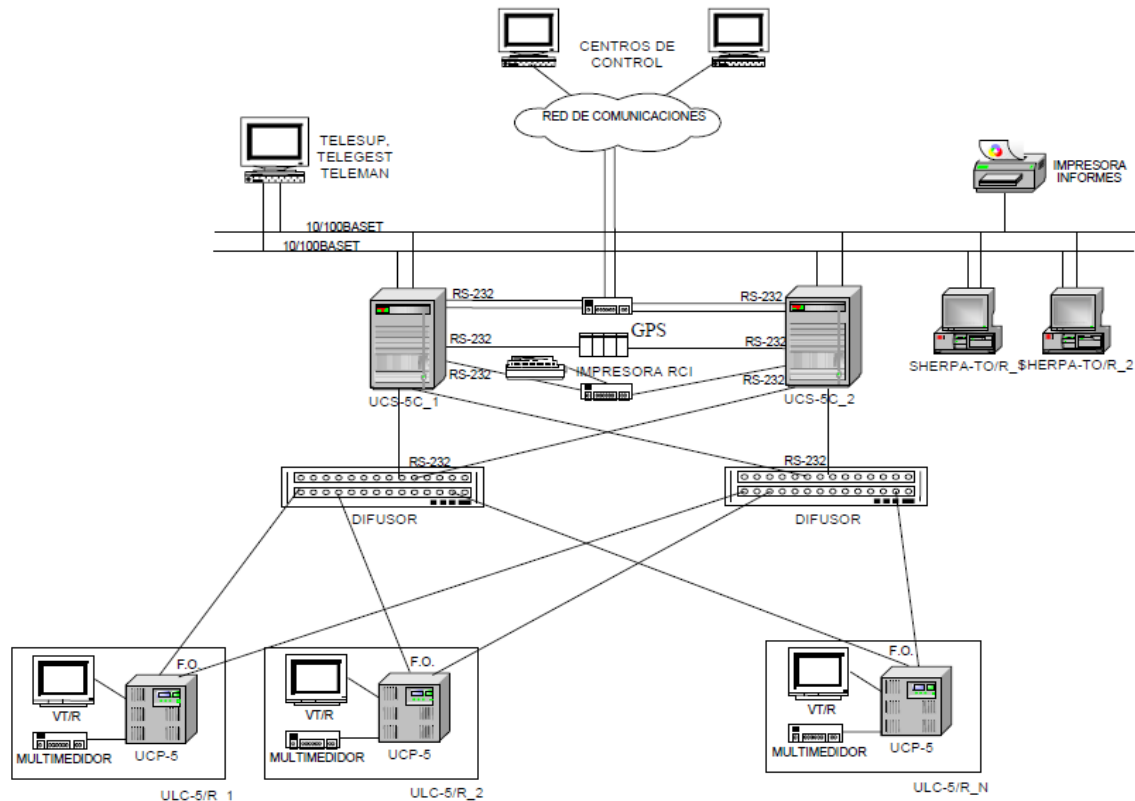 CENTROS DE
CONTROL
RED DE COMUNICACIONES
TELESUP,
TELEGEST
TELEMAN
IMPRESORA
INFORMES
10/100BASET
10/100BASET
RS-232
RS-232
GPS
RS-232
RS-232
RS-232
IMPRESORA RCI
RS-232
SHERPA-TO/R_
SHERPA-TO/R_2
UCS-5C_1
UCS-5C_2
RS-232
RS-232
DIFUSOR
DIFUSOR
F.O.
F.O.
F.O.
VT/R
VT/R
VT/R
MULTIMEDIDOR
UCP-5
MULTIMEDIDOR
UCP-5
MULTIMEDIDOR
UCP-5
ULC-5/R_1
ULC-5/R_2
ULC-5/R_N